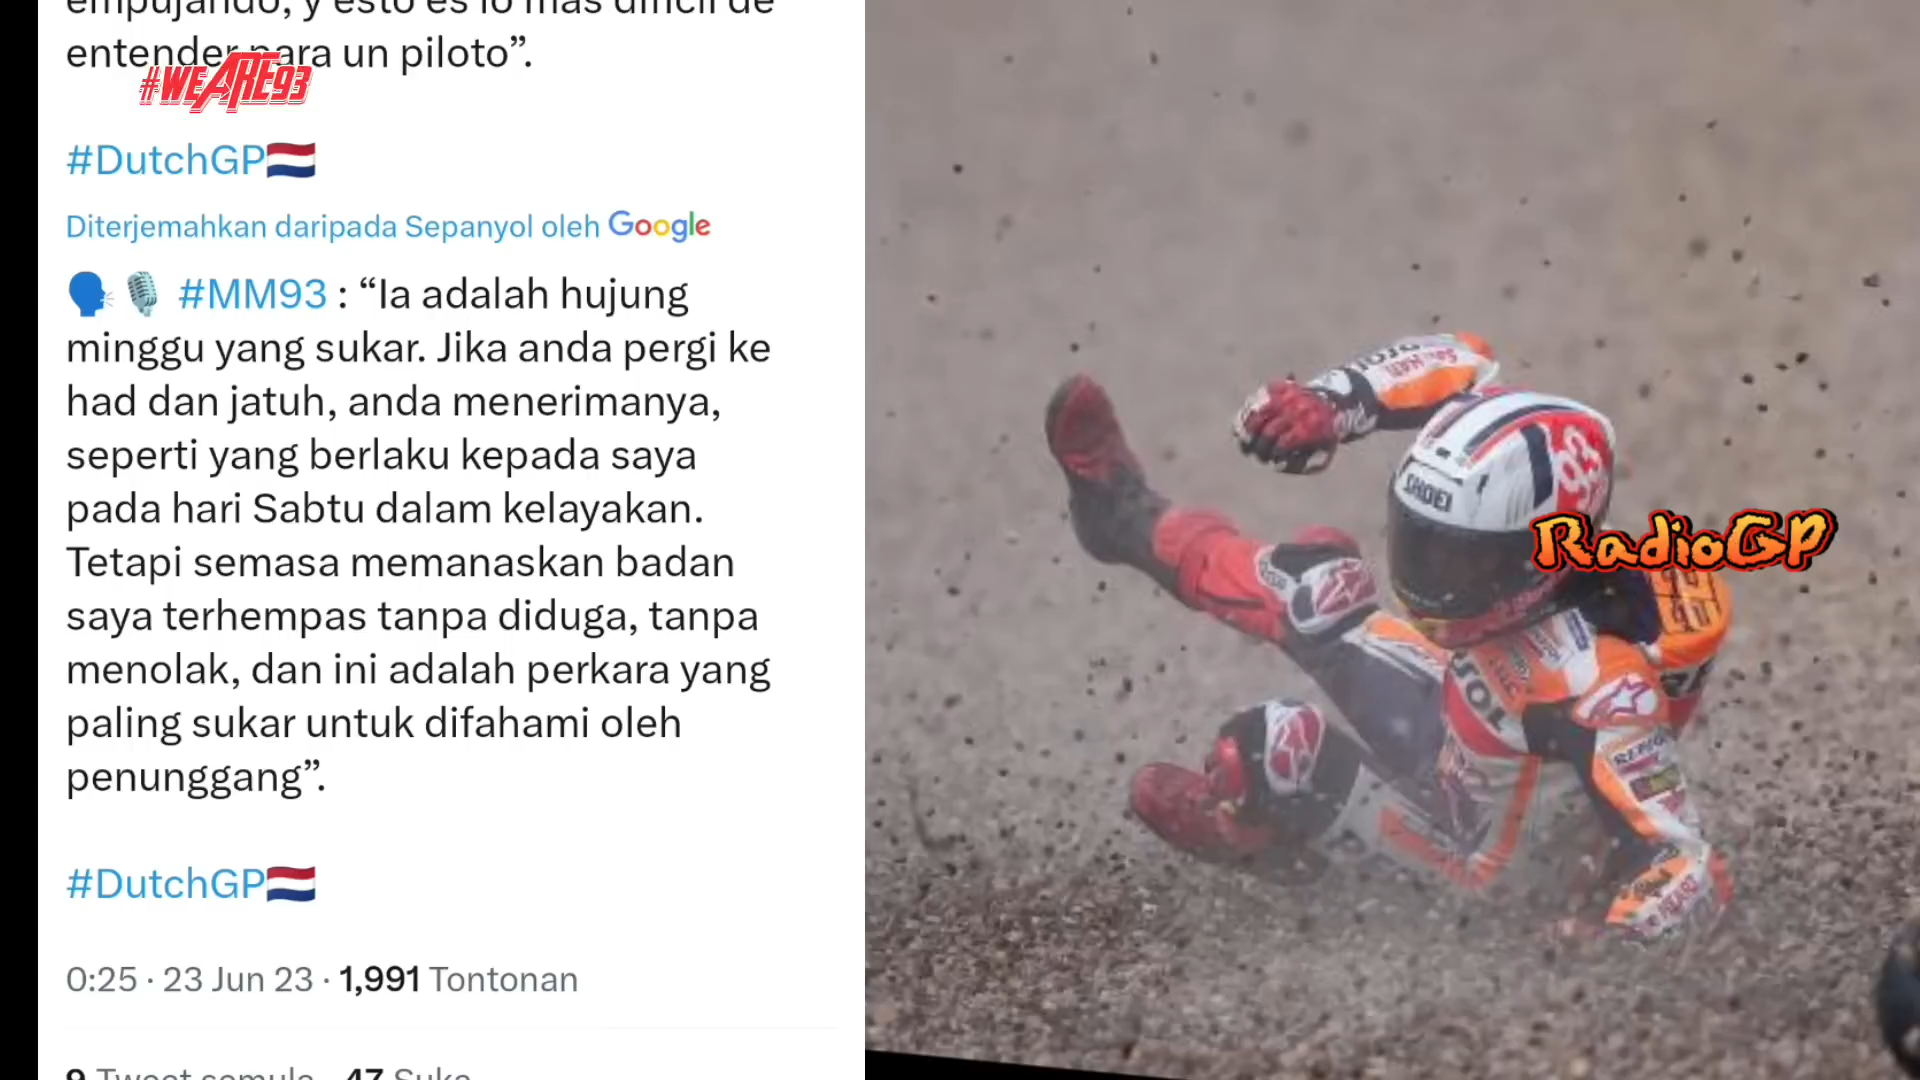 entender para un piloto”.
#WEARE93
#DutchGP
Diterjemahkan daripada Sepanyol oleh Google
#MM93 : “Ia adalah hujung
minggu yang sukar. Jika anda pergi ke
had dan jatuh, anda menerimanya,
seperti yang berlaku kepada saya
pada hari Sabtu dalam kelayakan.
Tetapi semasa memanaskan badan
saya terhempas tanpa diduga, tanpa
menolak, dan ini adalah perkara yang
paling sukar untuk difahami oleh
penunggang”.
#DutchGP
0:25 · 23 Jun 23 · 1,991 Tontonan
SHOEI
93
RadioGP